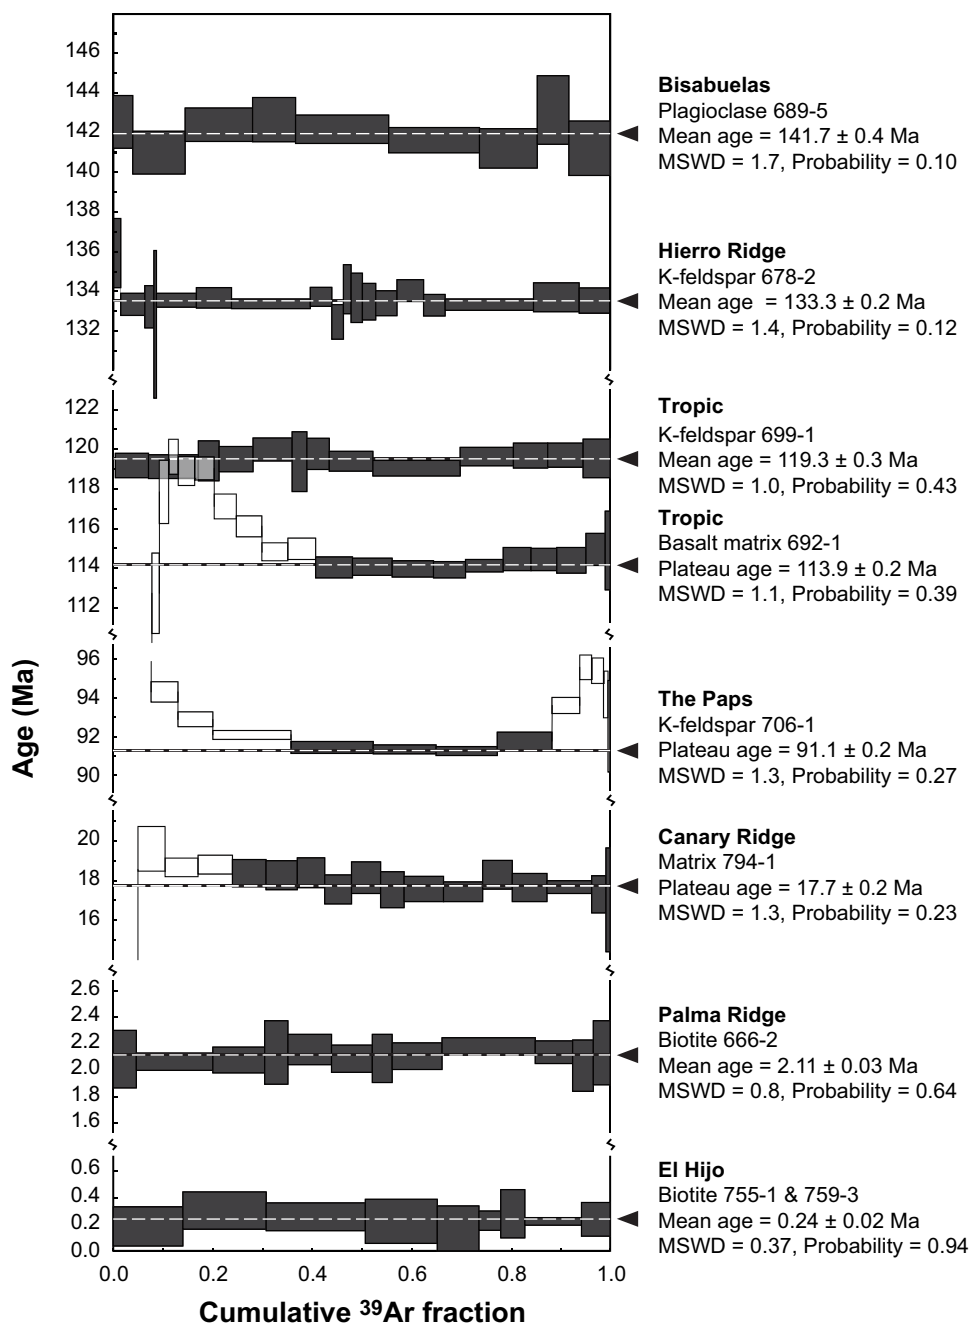 146
144
142
140
138
136
134
132
122
120
118
116
114
112
96
94
92
90
20
18
16
2.6
2.4
2.2
2.0
1.8
1.6
0.6
0.4
0.2
0.0
Age (Ma)
Bisabuelas
Plagioclase 689-5
Mean age = 141.7 ± 0.4 Ma
MSWD = 1.7, Probability = 0.10
Hierro Ridge
K-feldspar 678-2
Mean age = 133.3 ± 0.2 Ma
MSWD = 1.4, Probability = 0.12
Tropic
K-feldspar 699-1
Mean age = 119.3 ± 0.3 Ma
MSWD = 1.0, Probability = 0.43
Tropic
Basalt matrix 692-1
Plateau age = 113.9 ± 0.2 Ma
MSWD = 1.1, Probability = 0.39
The Paps
K-feldspar 706-1
Plateau age = 91.1 ± 0.2 Ma
MSWD = 1.3, Probability = 0.27
Canary Ridge
Matrix 794-1
Plateau age = 17.7 ± 0.2 Ma
MSWD = 1.3, Probability = 0.23
Palma Ridge
Biotite 666-2
Mean age = 2.11 ± 0.03 Ma
MSWD = 0.8, Probability = 0.64
El Hijo
Biotite 755-1 & 759-3
Mean age = 0.24 ± 0.02 Ma
MSWD = 0.37, Probability = 0.94
0.0 0.2 0.4 0.6 0.8 1.0
Cumulative ³⁹Ar fraction